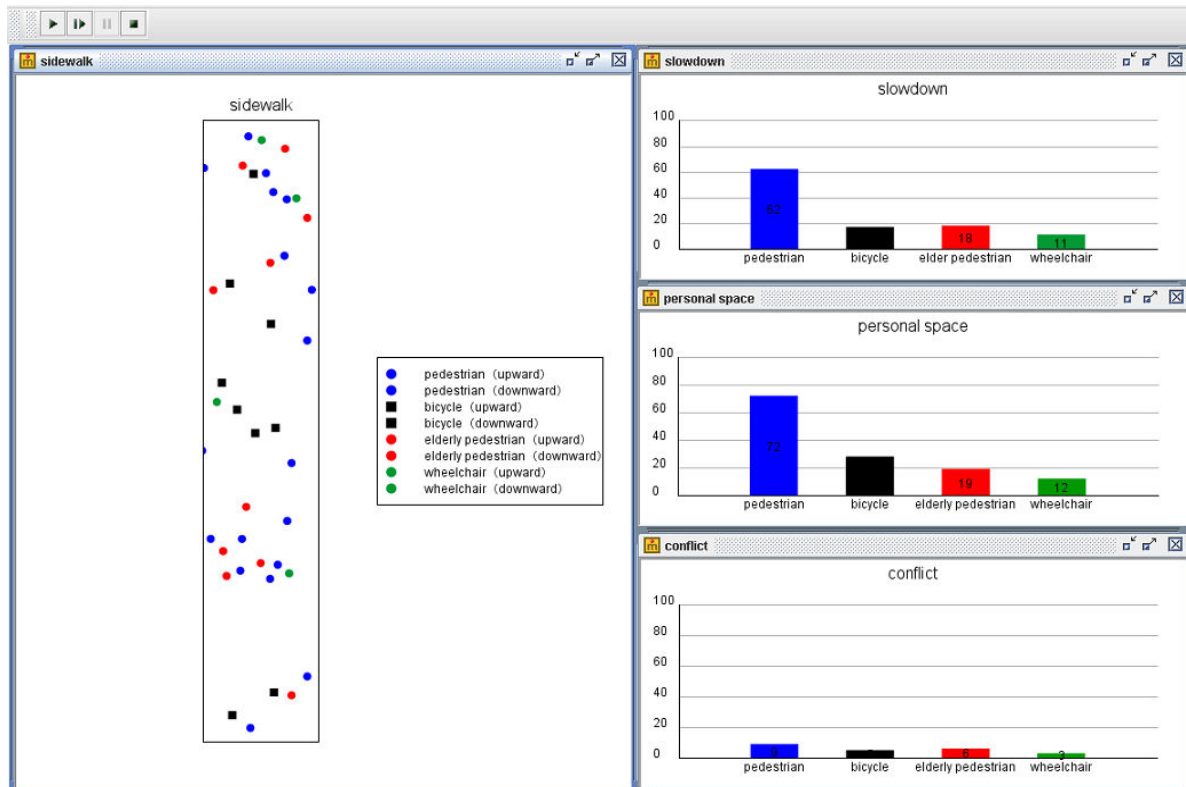 sidewalk
sidewalk
pedestrian (upward)
pedestrian (downward)
bicycle (upward)
bicycle (downward)
elderly pedestrian (upward)
elderly pedestrian (downward)
wheelchair (upward)
wheelchair (downward)
slowdown
slowdown
100
80
60
40
20
0
62
18
11
pedestrian
bicycle
elder pedestrian
wheelchair
personal space
personal space
100
80
60
40
20
0
72
19
12
pedestrian
bicycle
elderly pedestrian
wheelchair
conflict
conflict
100
80
60
40
20
0
9
6
3
pedestrian
bicycle
elderly pedestrian
wheelchair